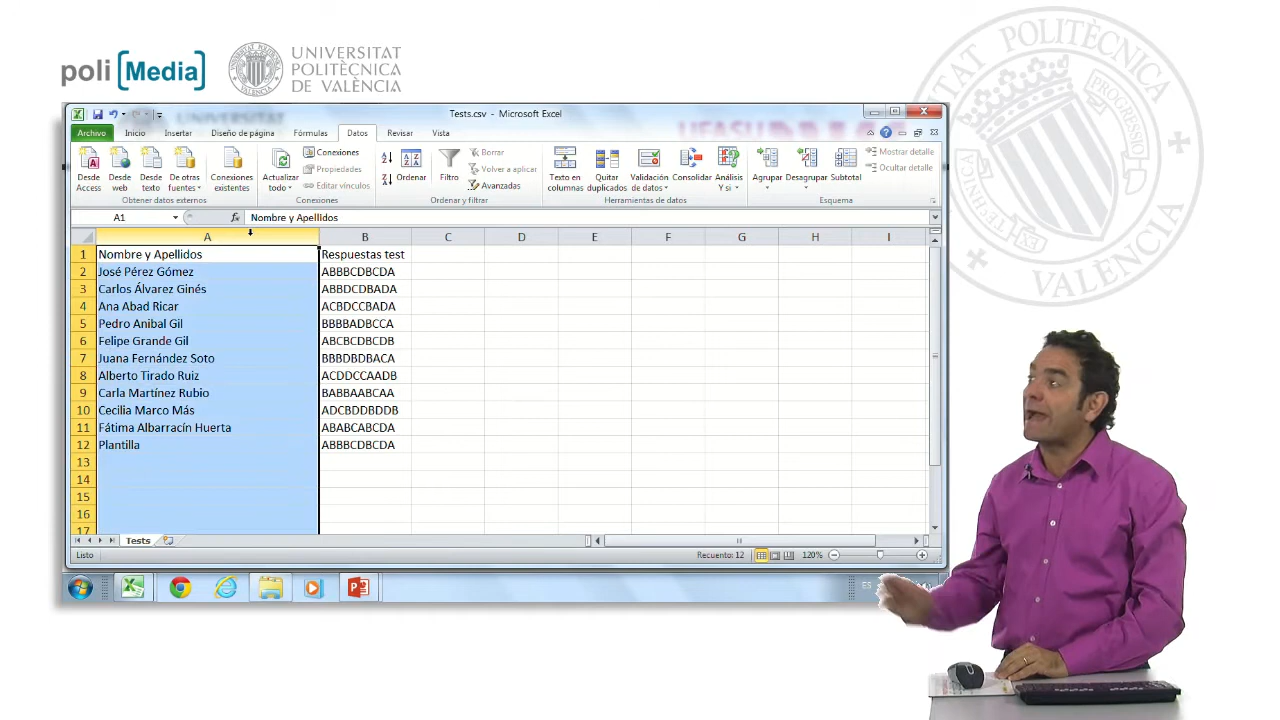 poli [Media]
UNIVERSITAT
POLITÈCNICA
DE VALÈNCIA
Tests.csv - Microsoft Excel
Archivo Inicio Insertar Diseño de página Fórmulas Datos Revisar Vista
Desde Access
Desde web
Desde texto
De otras fuentes
Conexiones existentes
Obtener datos externos
Actualizar todo
Conexiones
Propiedades
Editar vínculos
Conexiones
Ordenar
Filtro
Borrar
Volver a aplicar
Avanzadas
Ordenar y filtrar
Texto en columnas
Quitar duplicados
Validación de datos
Consolidar
Análisis Y si
Herramientas de datos
Agrupar
Desagrupar
Subtotal
Mostrar detalle
Ocultar detalle
Esquema
A1 fx Nombre y Apellidos
A B C D E F G H I
1 Nombre y Apellidos Respuestas test
2 José Pérez Gómez ABBBCDBCDA
3 Carlos Álvarez Ginés ABBDCDBADA
4 Ana Abad Ricar ACBDCCBADA
5 Pedro Anibal Gil BBBBADBCCA
6 Felipe Grande Gil ABCBCDBCDB
7 Juana Fernández Soto BBBDBDBACA
8 Alberto Tirado Ruiz ACDDCCAADB
9 Carla Martínez Rubio BABBAABCAA
10 Cecilia Marco Más ADCBDDBDDB
11 Fátima Albarracín Huerta ABABCABCDA
12 Plantilla ABBBCDBCDA
13
14
15
16
17
Tests
Listo Recuento: 12 120%
ES